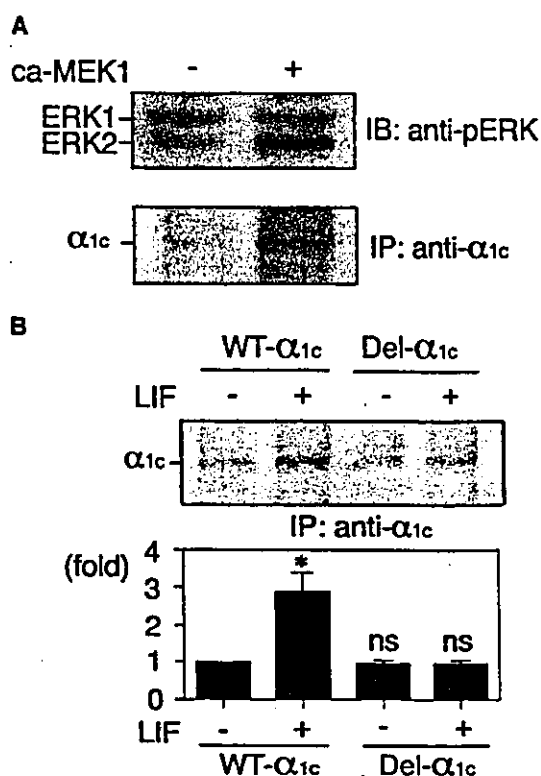 A
ca-MEK1 - +
ERK1
ERK2
IB: anti-pERK
α1c
IP: anti-α1c
B
WT-α1c Del-α1c
LIF - + - +
α1c
IP: anti-α1c
(fold)
4
3
2
1
0
* ns ns
LIF - + - +
WT-α1c Del-α1c